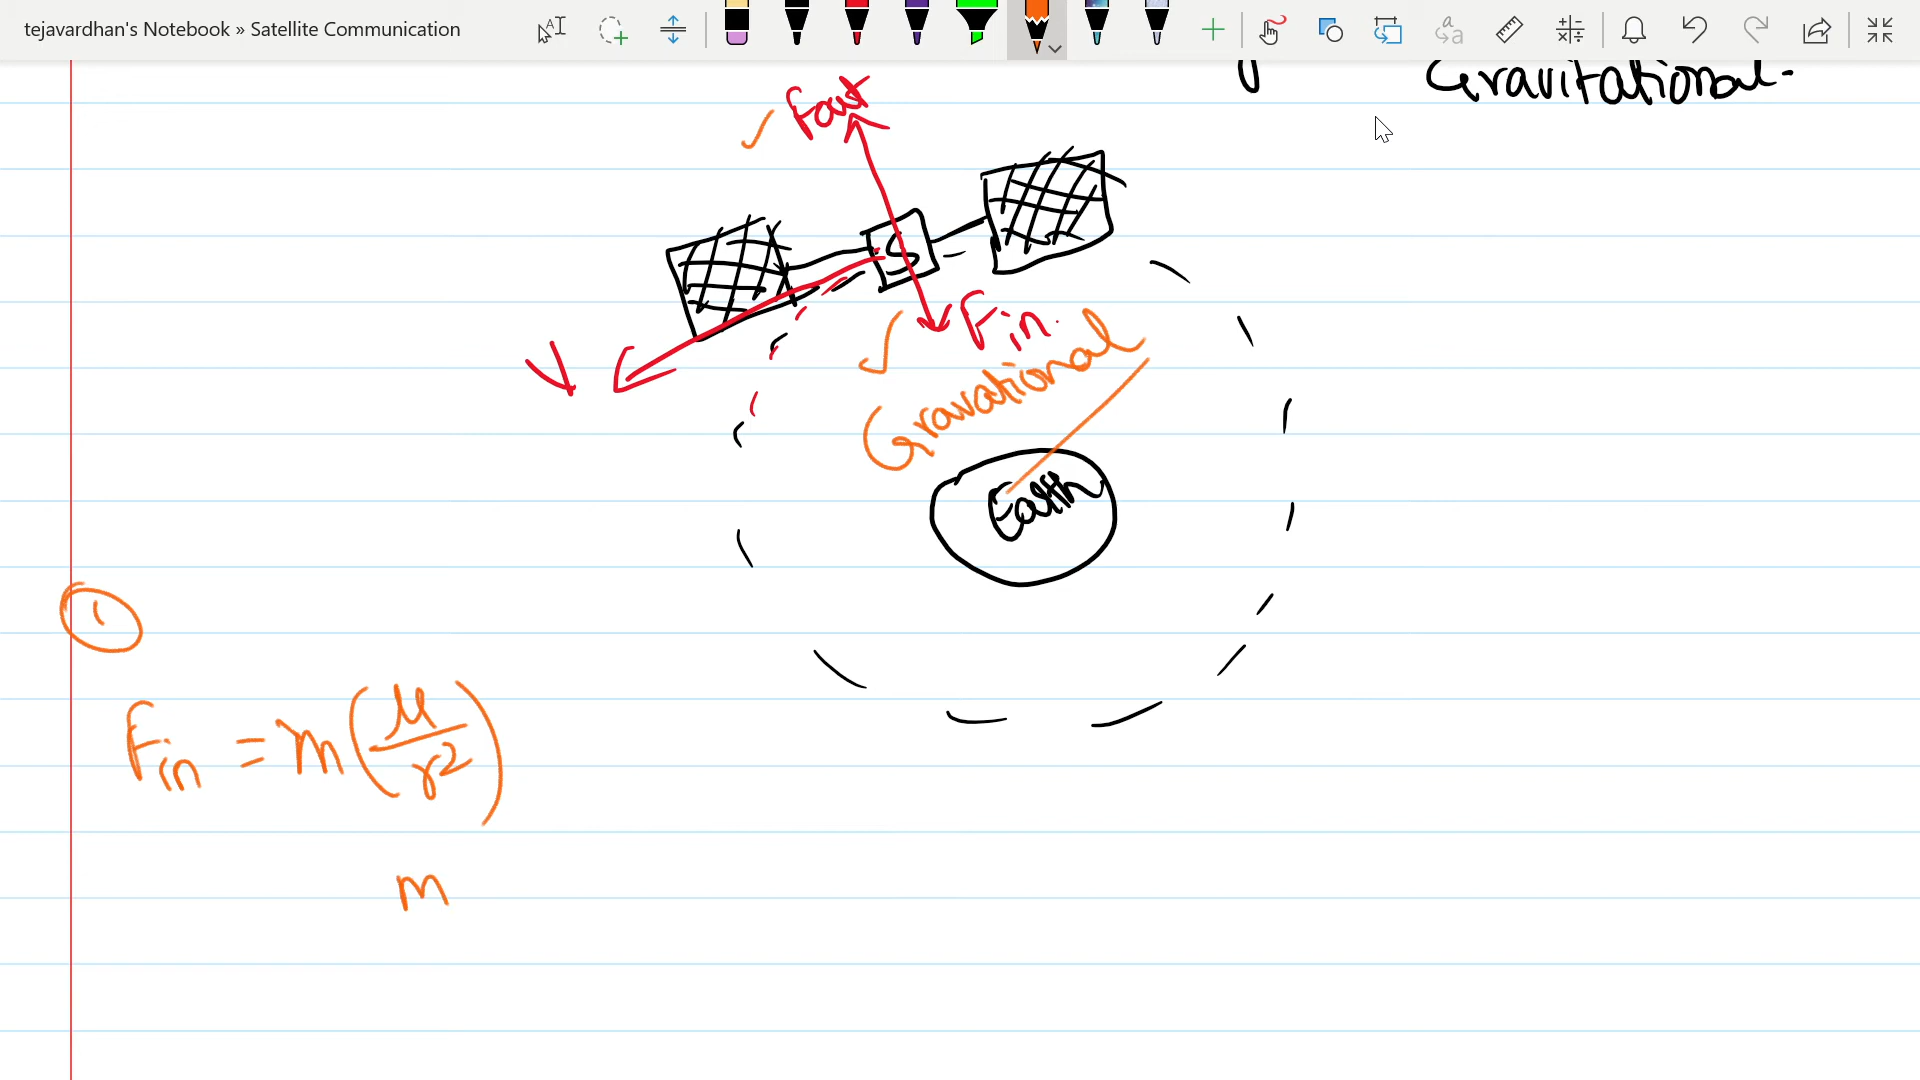 tejavardhan's Notebook » Satellite Communication
Gravitational-
Fout
S
V
Fin.
Gravational
Earth
1
Fin = m(μ/r²)
m